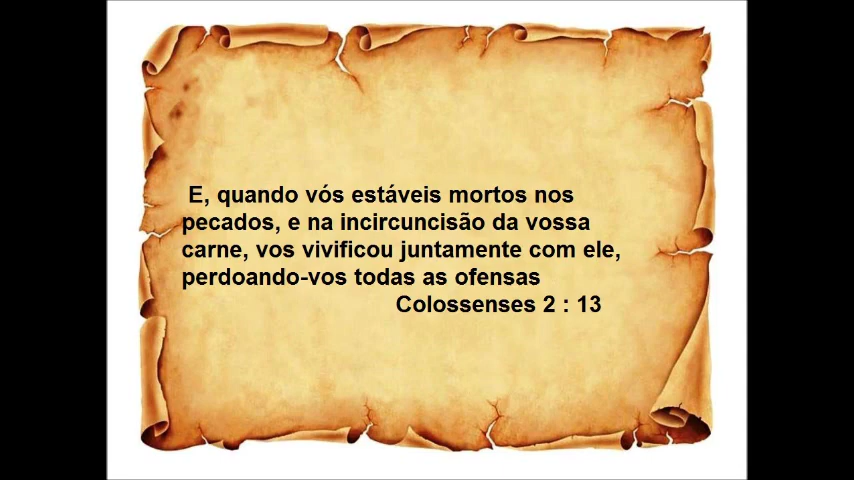 E, quando vós estáveis mortos nos
pecados, e na incircuncisão da vossa
carne, vos vivificou juntamente com ele,
perdoando-vos todas as ofensas
Colossenses 2 : 13